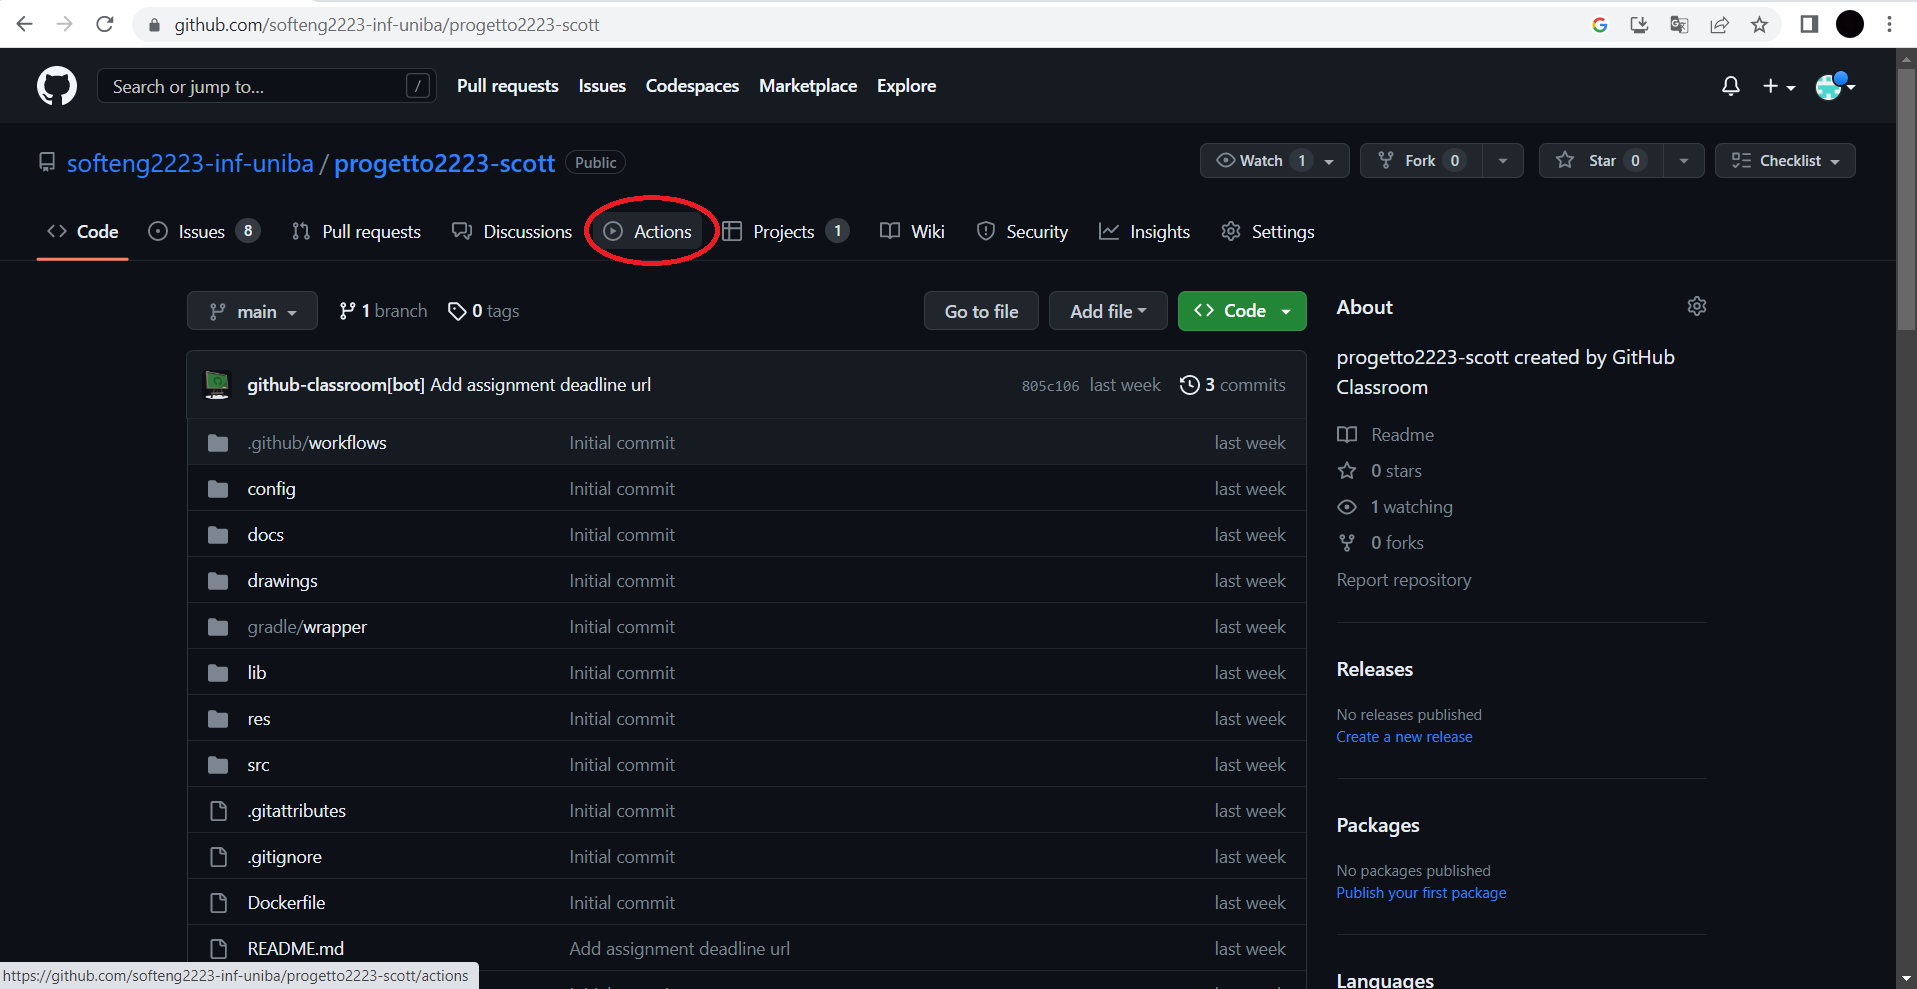 github.com/softeng2223-inf-uniba/progetto2223-scott
Search or jump to... /
Pull requests Issues Codespaces Marketplace Explore
softeng2223-inf-uniba / progetto2223-scott Public
Watch 1 Fork 0 Star 0 Checklist
Code Issues 8 Pull requests Discussions Actions Projects 1 Wiki Security Insights Settings
main 1 branch 0 tags Go to file Add file Code
github-classroom[bot] Add assignment deadline url 805c106 last week 3 commits
.github/workflows Initial commit last week
config Initial commit last week
docs Initial commit last week
drawings Initial commit last week
gradle/wrapper Initial commit last week
lib Initial commit last week
res Initial commit last week
src Initial commit last week
.gitattributes Initial commit last week
.gitignore Initial commit last week
Dockerfile Initial commit last week
README.md Add assignment deadline url last week
About
progetto2223-scott created by GitHub
Classroom
Readme
0 stars
1 watching
0 forks
Report repository
Releases
No releases published
Create a new release
Packages
No packages published
Publish your first package
Languages
https://github.com/softeng2223-inf-uniba/progetto2223-scott/actions